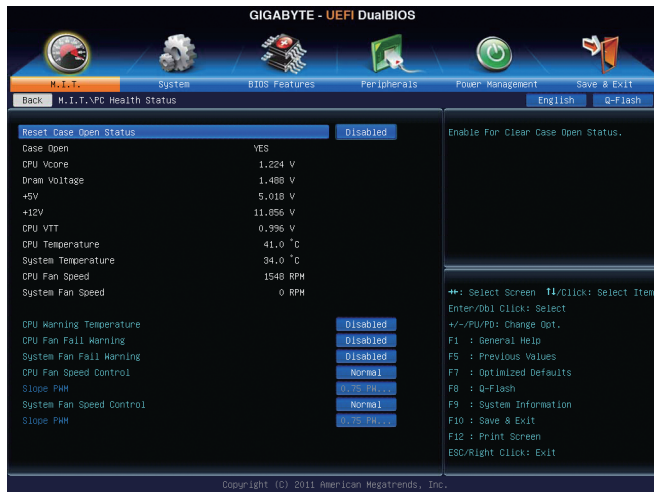 GIGABYTE - UEFI DualBIOS
M.I.T. System BIOS Features Peripherals Power Management Save & Exit
Back M.I.T.\PC Health Status English Q-Flash
Reset Case Open Status Disabled Enable For Clear Case Open Status.
Case Open YES
CPU Vcore 1.224 V
Dram Voltage 1.488 V
+5V 5.018 V
+12V 11.856 V
CPU VTT 0.996 V
CPU Temperature 41.0 °C
System Temperature 34.0 °C
CPU Fan Speed 1548 RPM
System Fan Speed 0 RPM
CPU Warning Temperature Disabled
CPU Fan Fail Warning Disabled
System Fan Fail Warning Disabled
CPU Fan Speed Control Normal
Slope PWM 0.75 PW...
System Fan Speed Control Normal
Slope PWM 0.75 PW...
↔: Select Screen ↑↓/Click: Select Item
Enter/Dbl Click: Select
+/-/PU/PD: Change Opt.
F1 : General Help
F5 : Previous Values
F7 : Optimized Defaults
F8 : Q-Flash
F9 : System Information
F10 : Save & Exit
F12 : Print Screen
ESC/Right Click: Exit
Copyright (C) 2011 American Megatrends, Inc.